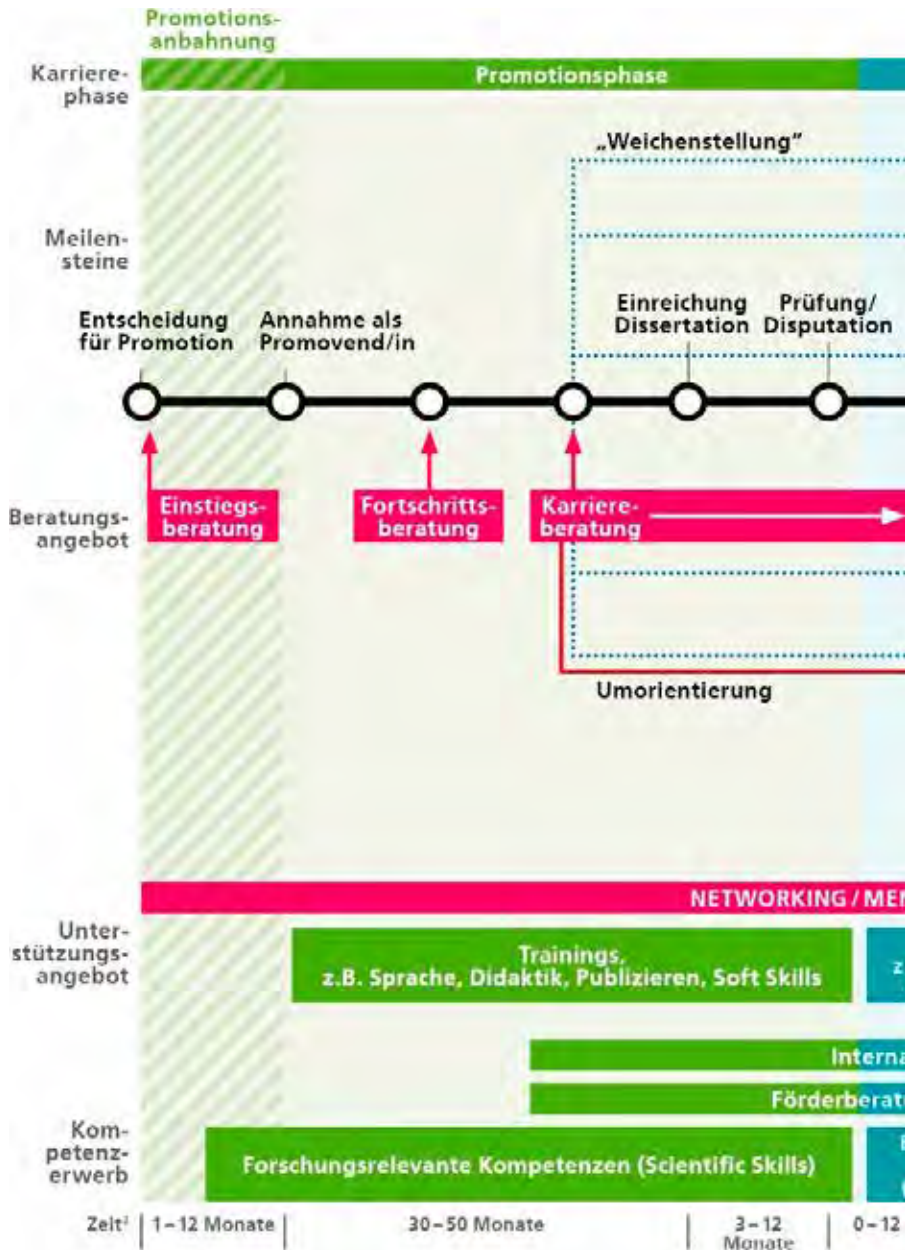 Promotions-
anbahnung
Karriere-
phase
Promotionsphase
„Weichenstellung“
Meilen-
steine
Entscheidung
für Promotion
Annahme als
Promovend/in
Einreichung
Dissertation
Prüfung/
Disputation
Beratungs-
angebot
Einstiegs-
beratung
Fortschritts-
beratung
Karriere-
beratung
Umorientierung
NETWORKING / MEN
Unter-
stützungs-
angebot
Trainings,
z.B. Sprache, Didaktik, Publizieren, Soft Skills
z
Interna
Förderberatu
Kom-
petenz-
erwerb
Forschungsrelevante Kompetenzen (Scientific Skills)
Zeit
1 – 12 Monate
30 – 50 Monate
3 – 12
Monate
0 – 12